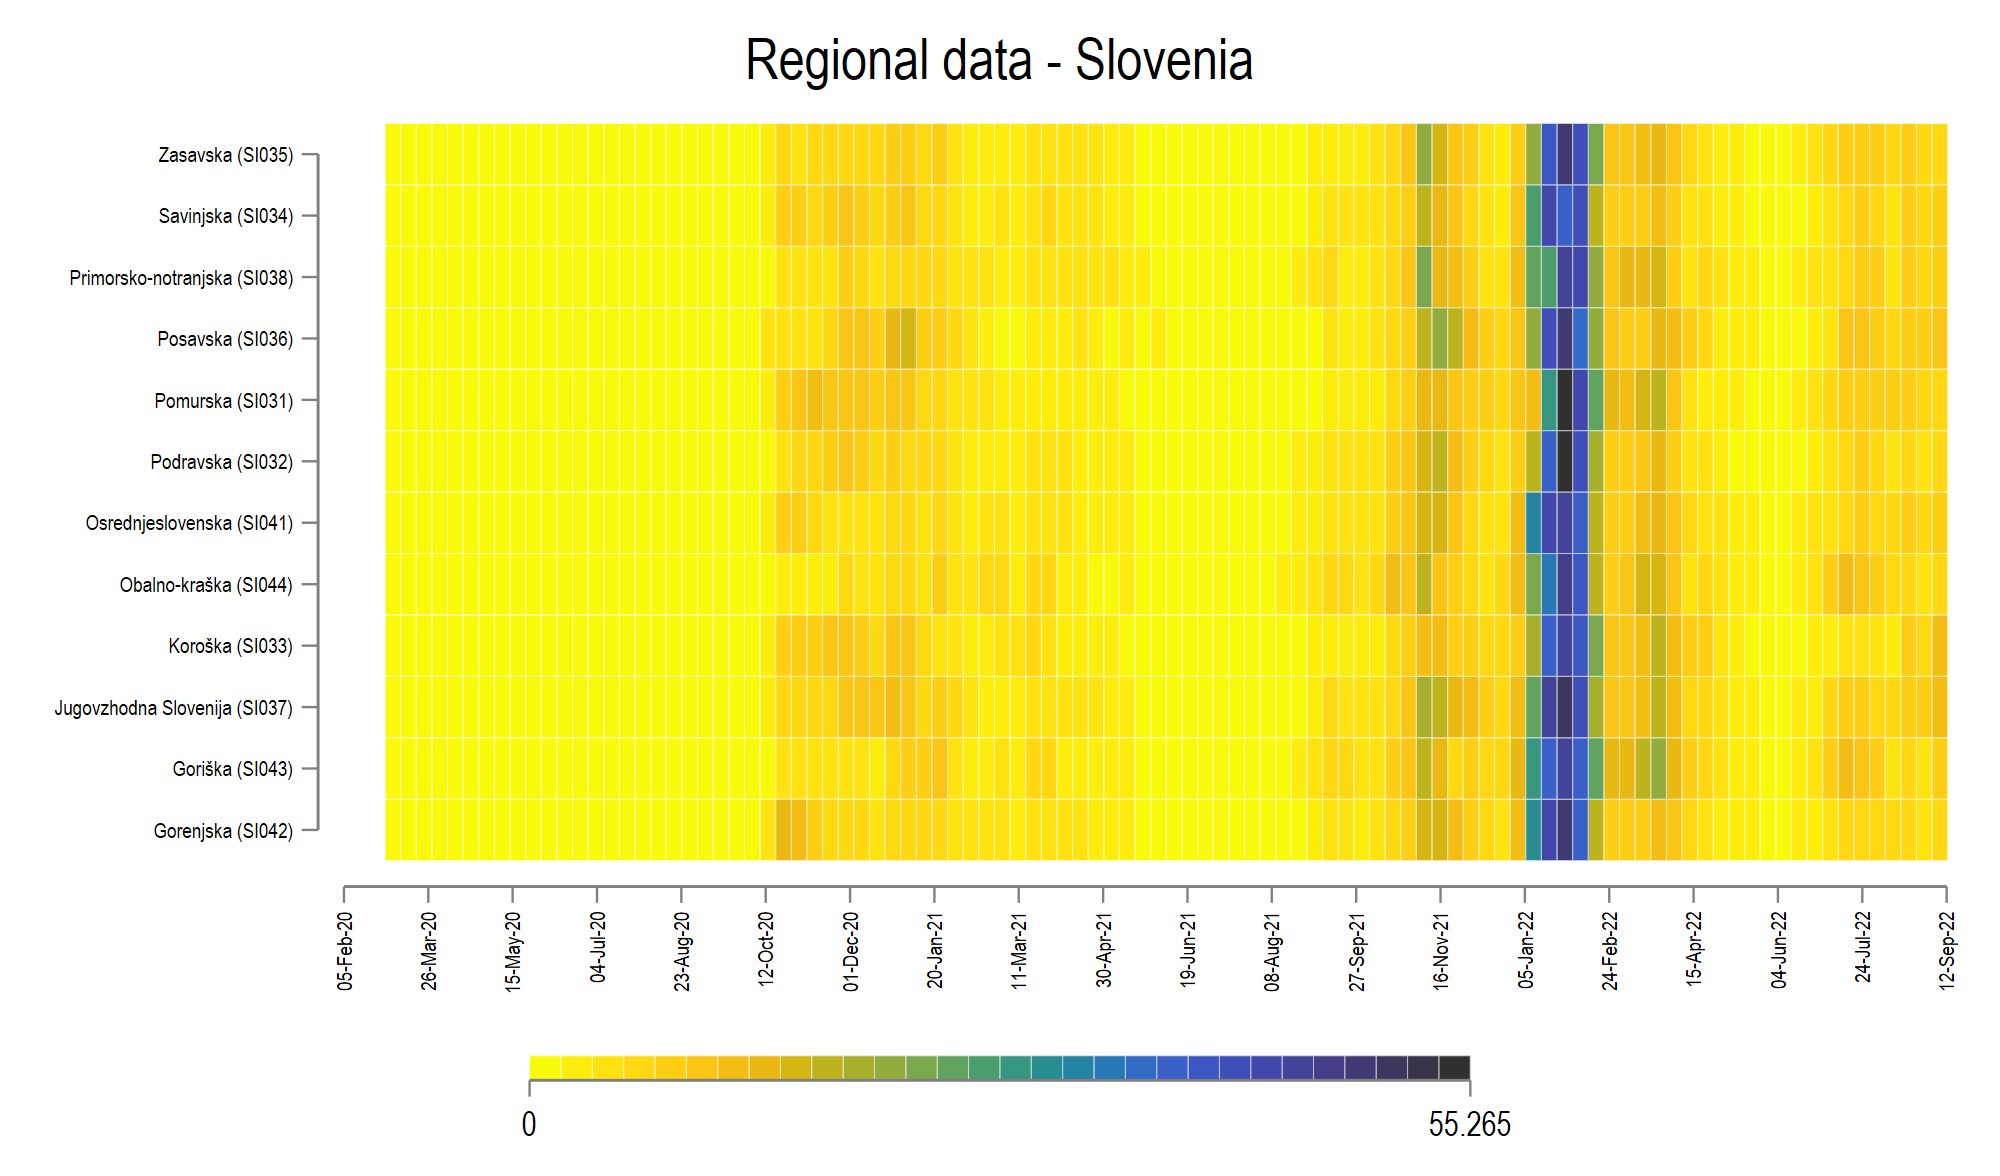 Regional data - Slovenia
Zasavska (SI035)
Savinjska (SI034)
Primorsko-notranjska (SI038)
Posavska (SI036)
Pomurska (SI031)
Podravska (SI032)
Osrednjeslovenska (SI041)
Obalno-kraška (SI044)
Koroška (SI033)
Jugovzhodna Slovenija (SI037)
Goriška (SI043)
Gorenjska (SI042)
05-Feb-20
26-Mar-20
15-May-20
04-Jul-20
23-Aug-20
12-Oct-20
01-Dec-20
20-Jan-21
11-Mar-21
30-Apr-21
19-Jun-21
08-Aug-21
27-Sep-21
16-Nov-21
05-Jan-22
24-Feb-22
15-Apr-22
04-Jun-22
24-Jul-22
12-Sep-22
0
55.265